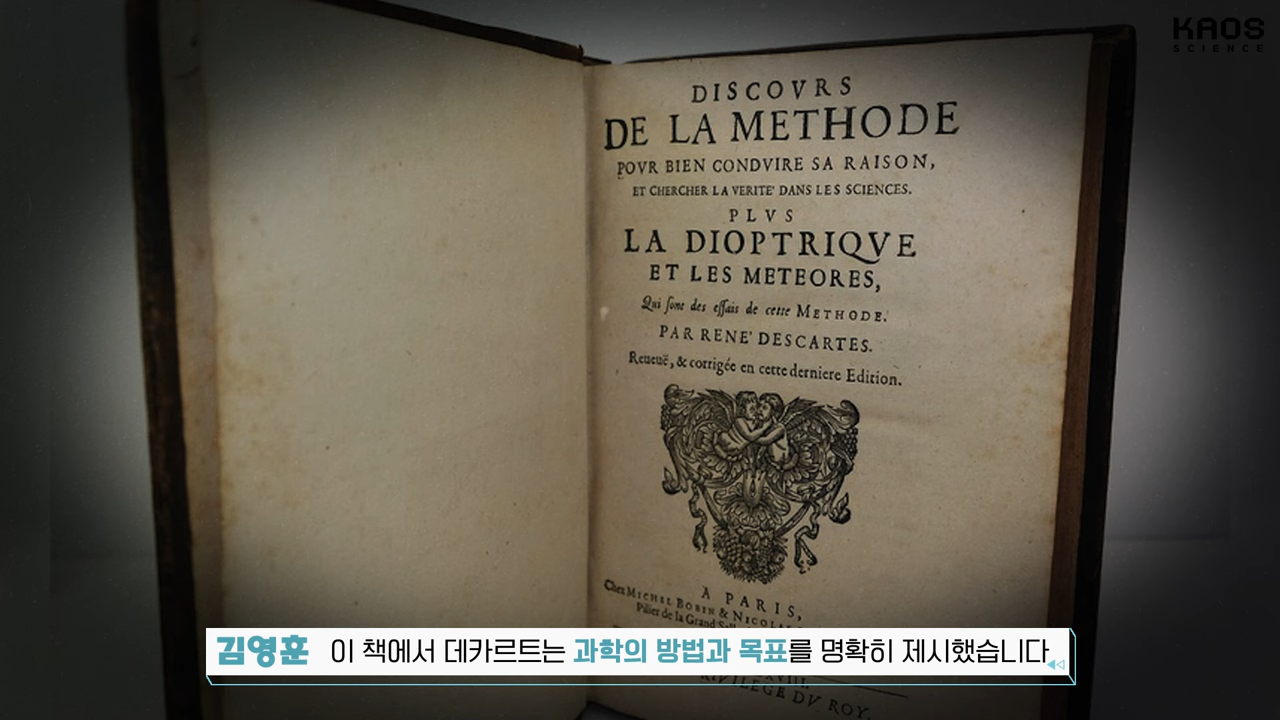 KAOS
SCIENCE
DISCOVRS
DE LA METHODE
POVR BIEN CONDVIRE SA RAISON,
ET CHERCHER LA VERITE' DANS LES SCIENCES.
PLVS
LA DIOPTRIQVE
ET LES METEORES,
Qui ſont des eſſais de cette METHODE.
PAR RENE' DESCARTES.
Reueuë, & corrigée en cette derniere Edition.
A PARIS,
Chez MICHEL BOBIN & NICOLAS
Pilier de la Grand
김영훈 이 책에서 데카르트는 과학의 방법과 목표를 명확히 제시했습니다
DV ROY.